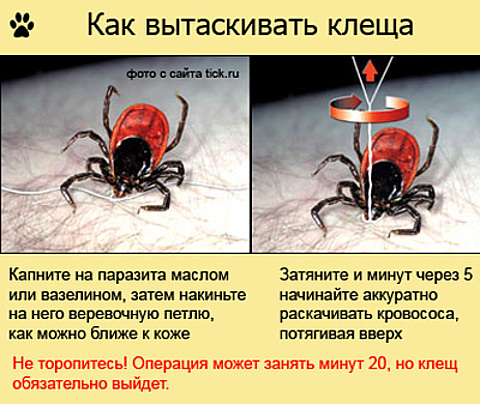 Как вытаскивать клеща
фото с сайта tick.ru
Капните на паразита маслом
или вазелином, затем накиньте
на него веревочную петлю,
как можно ближе к коже
Затяните и минут через 5
начинайте аккуратно
раскачивать кровососа,
потягивая вверх
Не торопитесь! Операция может занять минут 20, но клещ
обязательно выйдет.